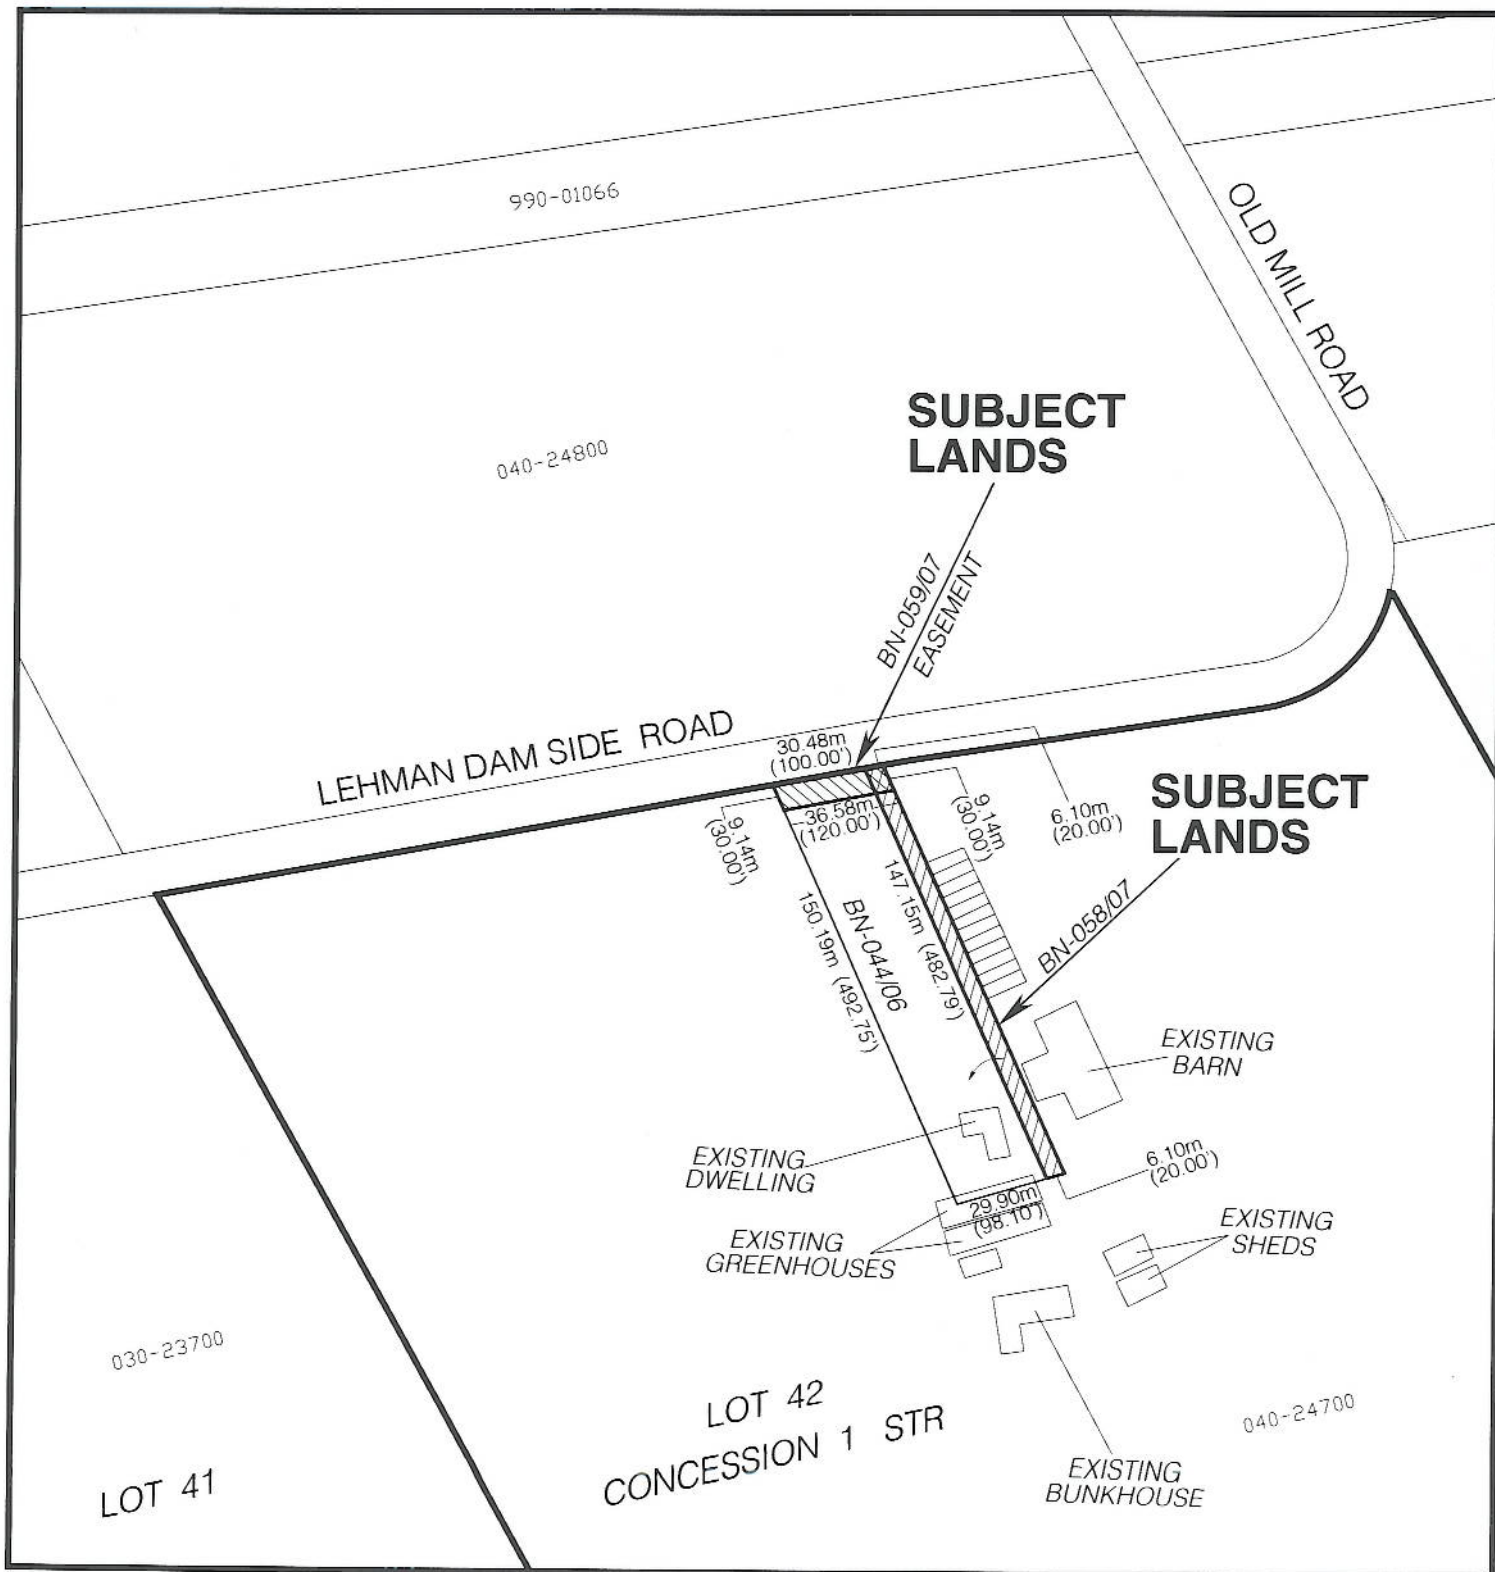 990-01066
OLD MILL ROAD
SUBJECT
LANDS
040-24800
BN-059/07
EASEMENT
LEHMAN DAM SIDE ROAD
30.48m
(100.00')
SUBJECT
LANDS
9.14m
(30.00')
36.58m
(120.00')
9.14m
(30.00')
6.10m
(20.00')
147.15m (482.79')
BN-044/06
150.19m (492.75')
BN-058/07
EXISTING
BARN
EXISTING
DWELLING
6.10m
(20.00')
29.90m
(98.10')
EXISTING
GREENHOUSES
EXISTING
SHEDS
030-23700
LOT 42
CONCESSION 1 STR
040-24700
LOT 41
EXISTING
BUNKHOUSE